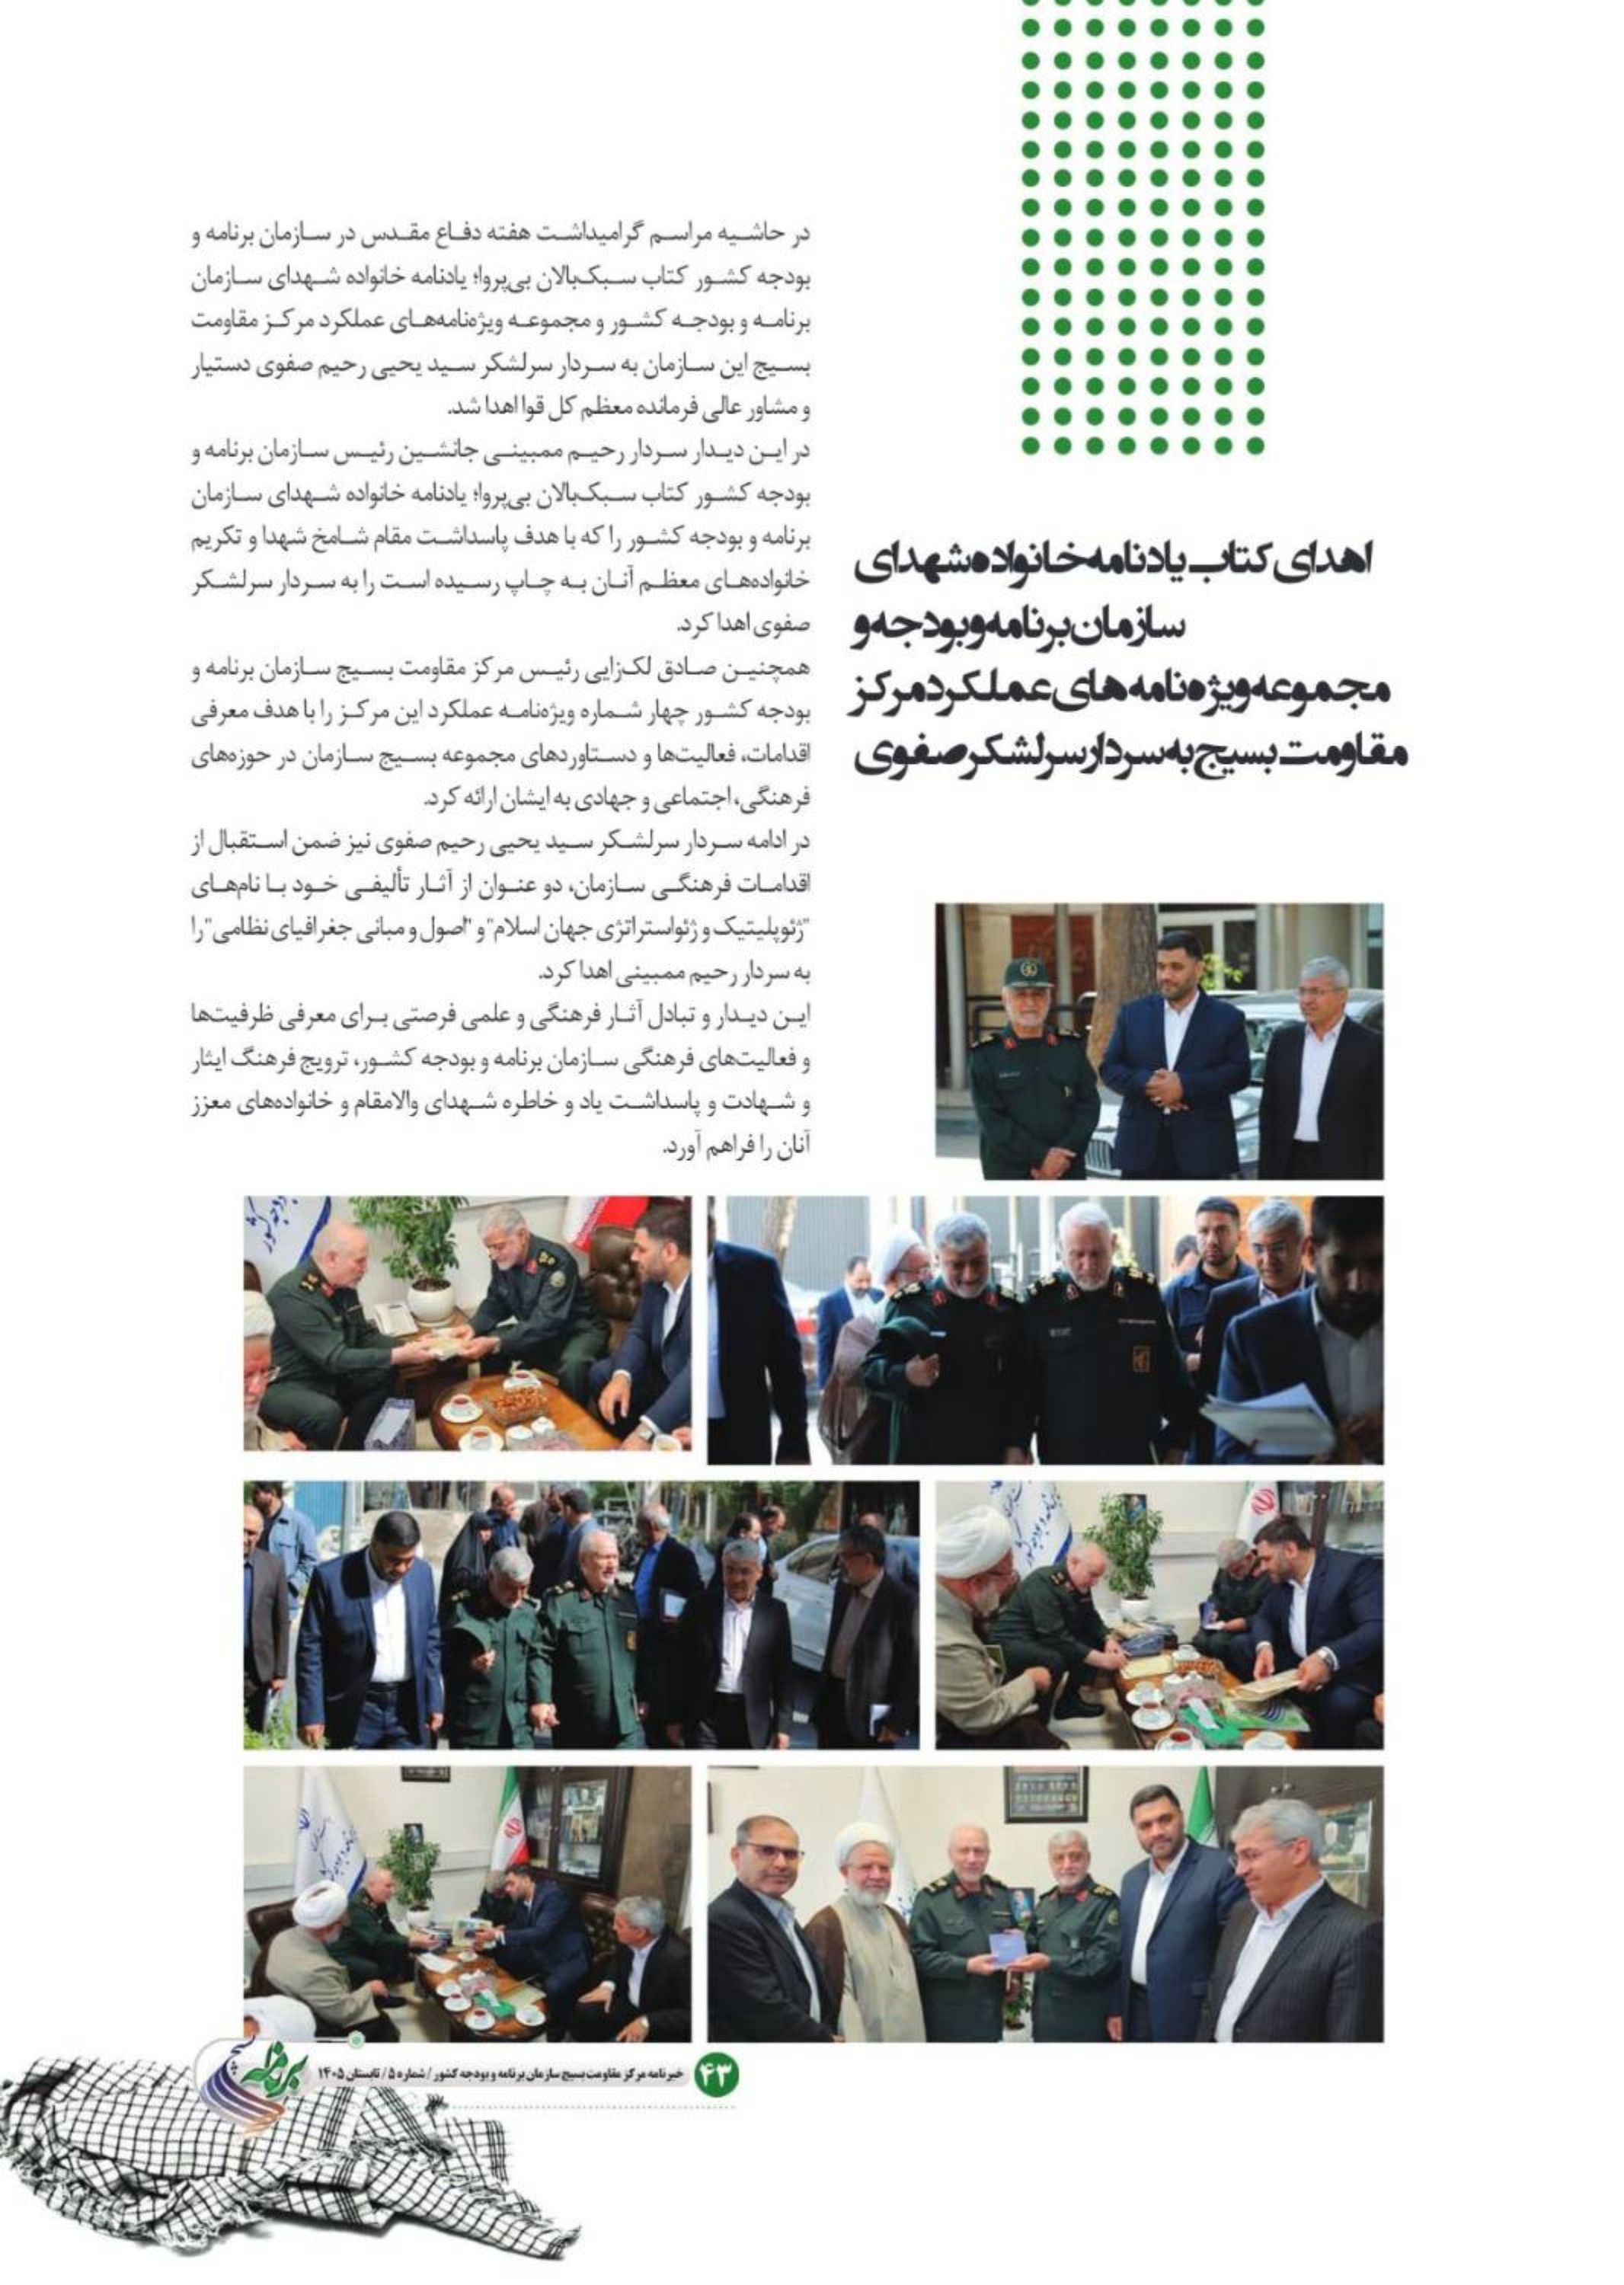 اهدای کتاب یادنامه خانواده شهدای
سازمان برنامه و بودجه و
مجموعه ویژه‌نامه‌های عملکرد مرکز
مقاومت بسیج به سردار سرلشکر صفوی
در حاشیه مراسم گرامیداشت هفته دفاع مقدس در سازمان برنامه و
بودجه کشور کتاب سبک‌بالان بی‌پروا؛ یادنامه خانواده شهدای سازمان
برنامه و بودجه کشور و مجموعه ویژه‌نامه‌های عملکرد مرکز مقاومت
بسیج این سازمان به سردار سرلشکر سید یحیی رحیم صفوی دستیار
و مشاور عالی فرمانده معظم کل قوا اهدا شد.
در این دیدار سردار رحیم ممبینی جانشین رئیس سازمان برنامه و
بودجه کشور کتاب سبک‌بالان بی‌پروا؛ یادنامه خانواده شهدای سازمان
برنامه و بودجه کشور را که با هدف پاسداشت مقام شامخ شهدا و تکریم
خانواده‌های معظم آنان به چاپ رسیده است را به سردار سرلشکر
صفوی اهدا کرد.
همچنین صادق لک‌زایی رئیس مرکز مقاومت بسیج سازمان برنامه و
بودجه کشور چهار شماره ویژه‌نامه عملکرد این مرکز را با هدف معرفی
اقدامات، فعالیت‌ها و دستاوردهای مجموعه بسیج سازمان در حوزه‌های
فرهنگی، اجتماعی و جهادی به ایشان ارائه کرد.
در ادامه سردار سرلشکر سید یحیی رحیم صفوی نیز ضمن استقبال از
اقدامات فرهنگی سازمان، دو عنوان از آثار تألیفی خود با نام‌های
"ژئوپلیتیک و ژئواستراتژی جهان اسلام" و "اصول و مبانی جغرافیای نظامی" را
به سردار رحیم ممبینی اهدا کرد.
این دیدار و تبادل آثار فرهنگی و علمی فرصتی برای معرفی ظرفیت‌ها
و فعالیت‌های فرهنگی سازمان برنامه و بودجه کشور، ترویج فرهنگ ایثار
و شهادت و پاسداشت یاد و خاطره شهدای والامقام و خانواده‌های معزز
آنان را فراهم آورد.
۴۳ خبرنامه مرکز مقاومت بسیج سازمان برنامه و بودجه کشور / شماره ۵ / تابستان ۱۴۰۵